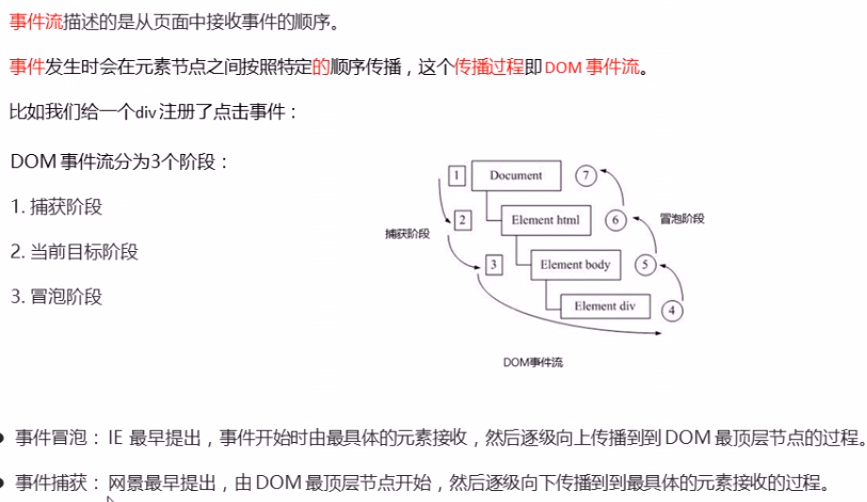 事件流描述的是从页面中接收事件的顺序。
事件发生时会在元素节点之间按照特定的顺序传播，这个传播过程即DOM 事件流。
比如我们给一个div 注册了点击事件：
DOM 事件流分为3个阶段：
1. 捕获阶段
2. 当前目标阶段
3. 冒泡阶段
1 Document 7
2 Element html 6 冒泡阶段
捕获阶段
3 Element body 5
Element div 4
DOM事件流
事件冒泡： IE 最早提出，事件开始时由最具体的元素接收，然后逐级向上传播到到 DOM 最顶层节点的过程。
事件捕获： 网景最早提出，由 DOM 最顶层节点开始，然后逐级向下传播到到最具体的元素接收的过程。